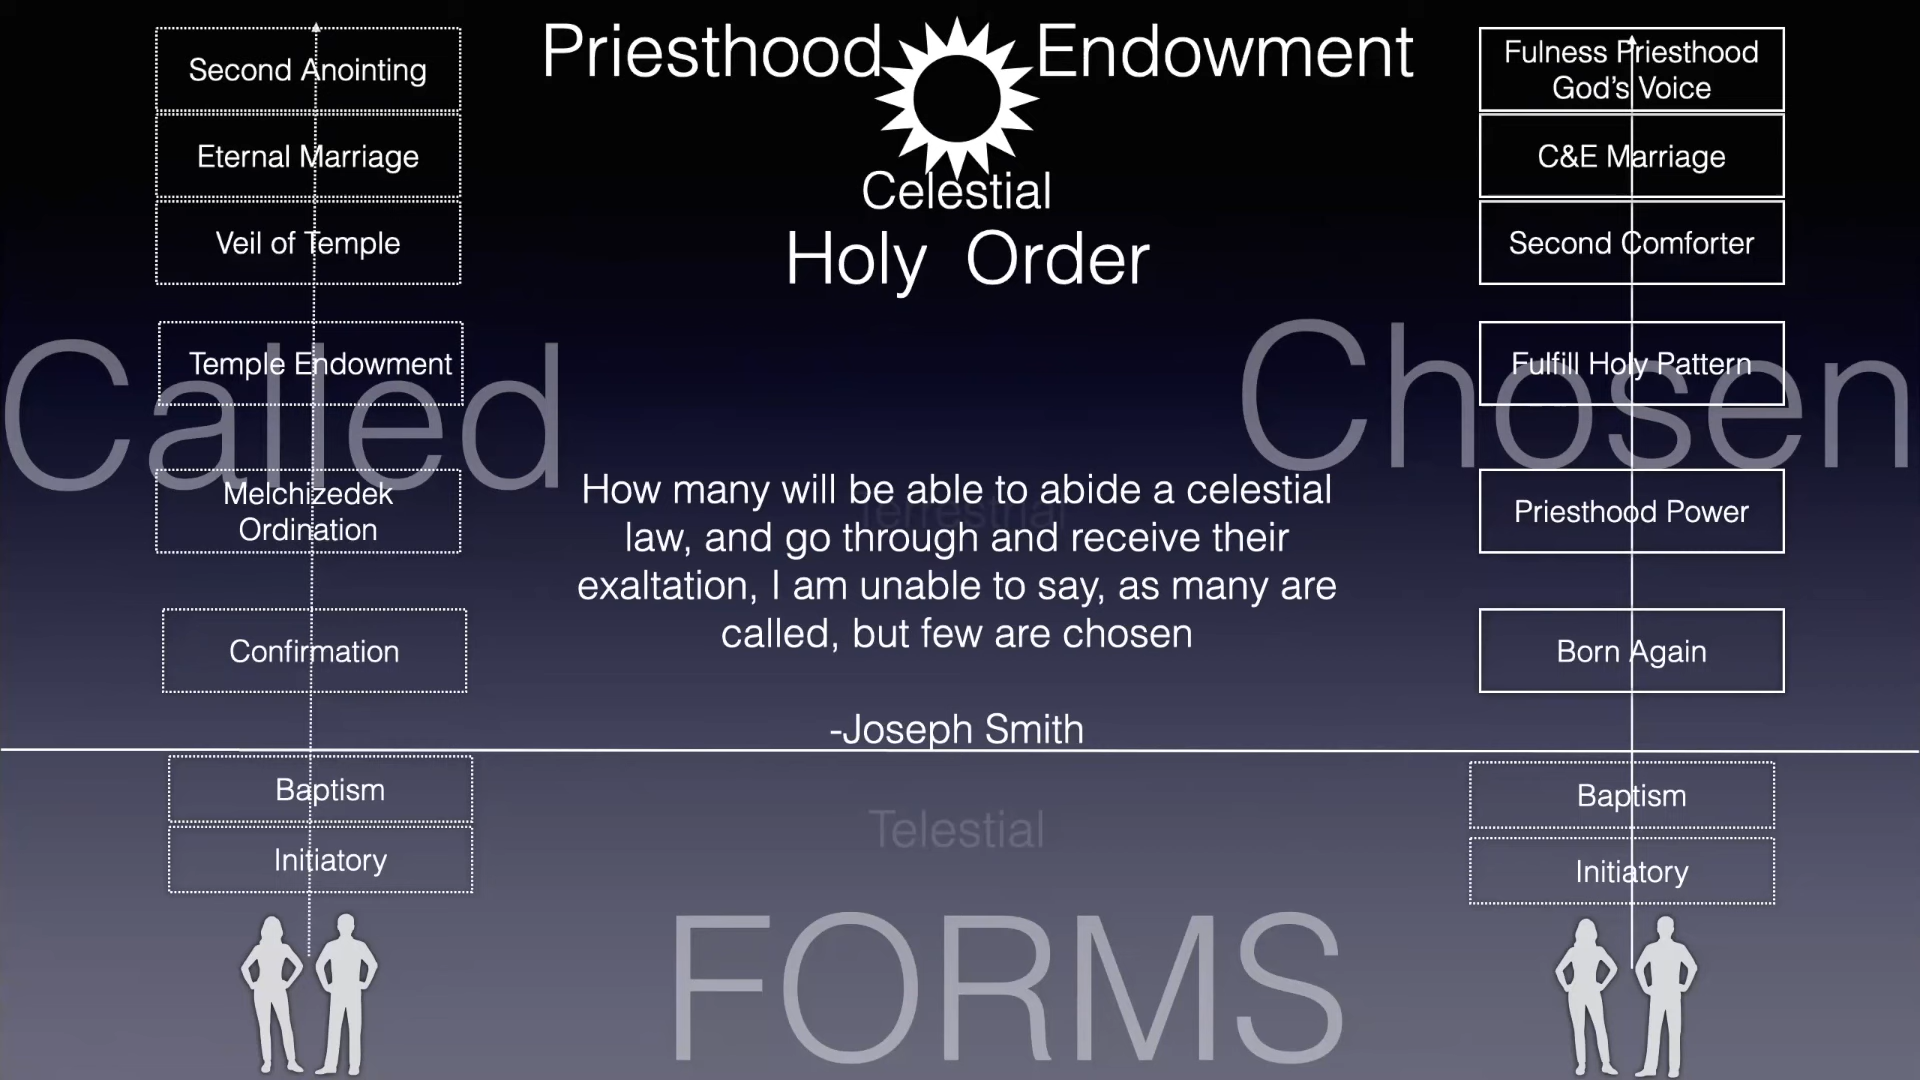 Priesthood Endowment
Celestial
Holy Order
Second Anointing
Eternal Marriage
Veil of Temple
Called
Temple Endowment
Melchizedek
Ordination
Confirmation
Baptism
Initiatory
Terrestrial
How many will be able to abide a celestial
law, and go through and receive their
exaltation, I am unable to say, as many are
called, but few are chosen
-Joseph Smith
Telestial
FORMS
Fulness Priesthood
God's Voice
C&E Marriage
Second Comforter
Chosen
Fulfill Holy Pattern
Priesthood Power
Born Again
Baptism
Initiatory